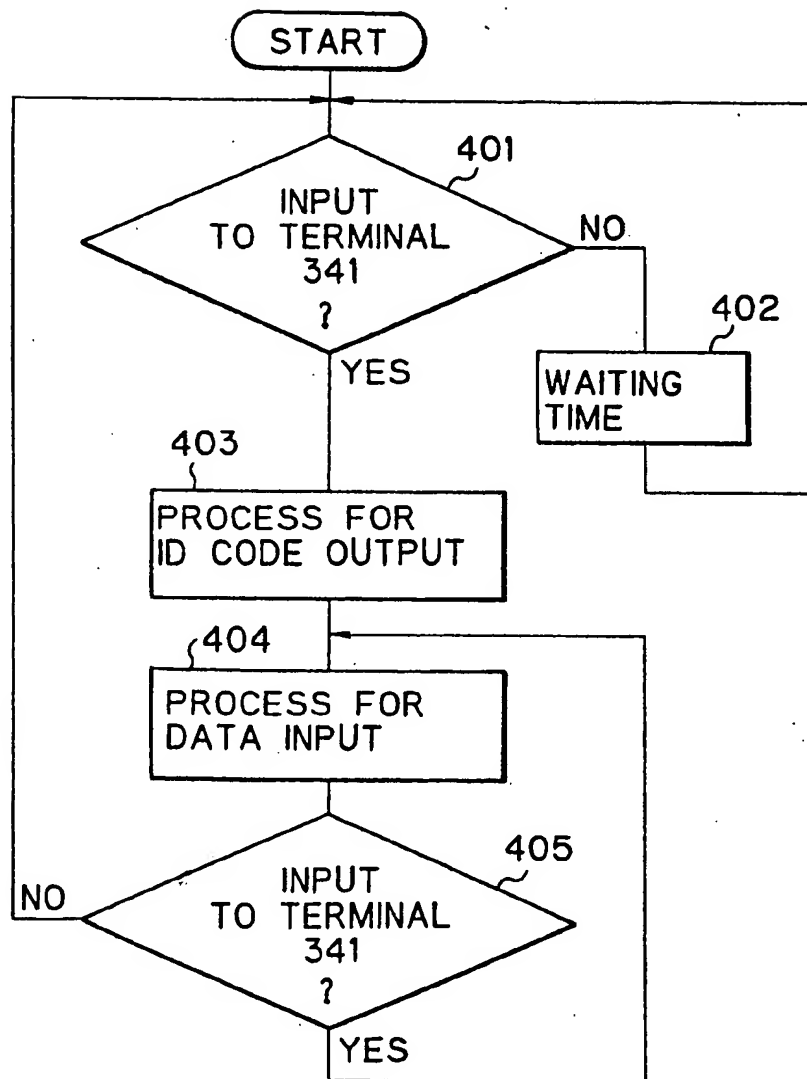 START
401
INPUT
TO TERMINAL
341
?
NO
402
YES
WAITING
TIME
403
PROCESS FOR
ID CODE OUTPUT
404
PROCESS FOR
DATA INPUT
405
INPUT
TO TERMINAL
341
?
NO
YES